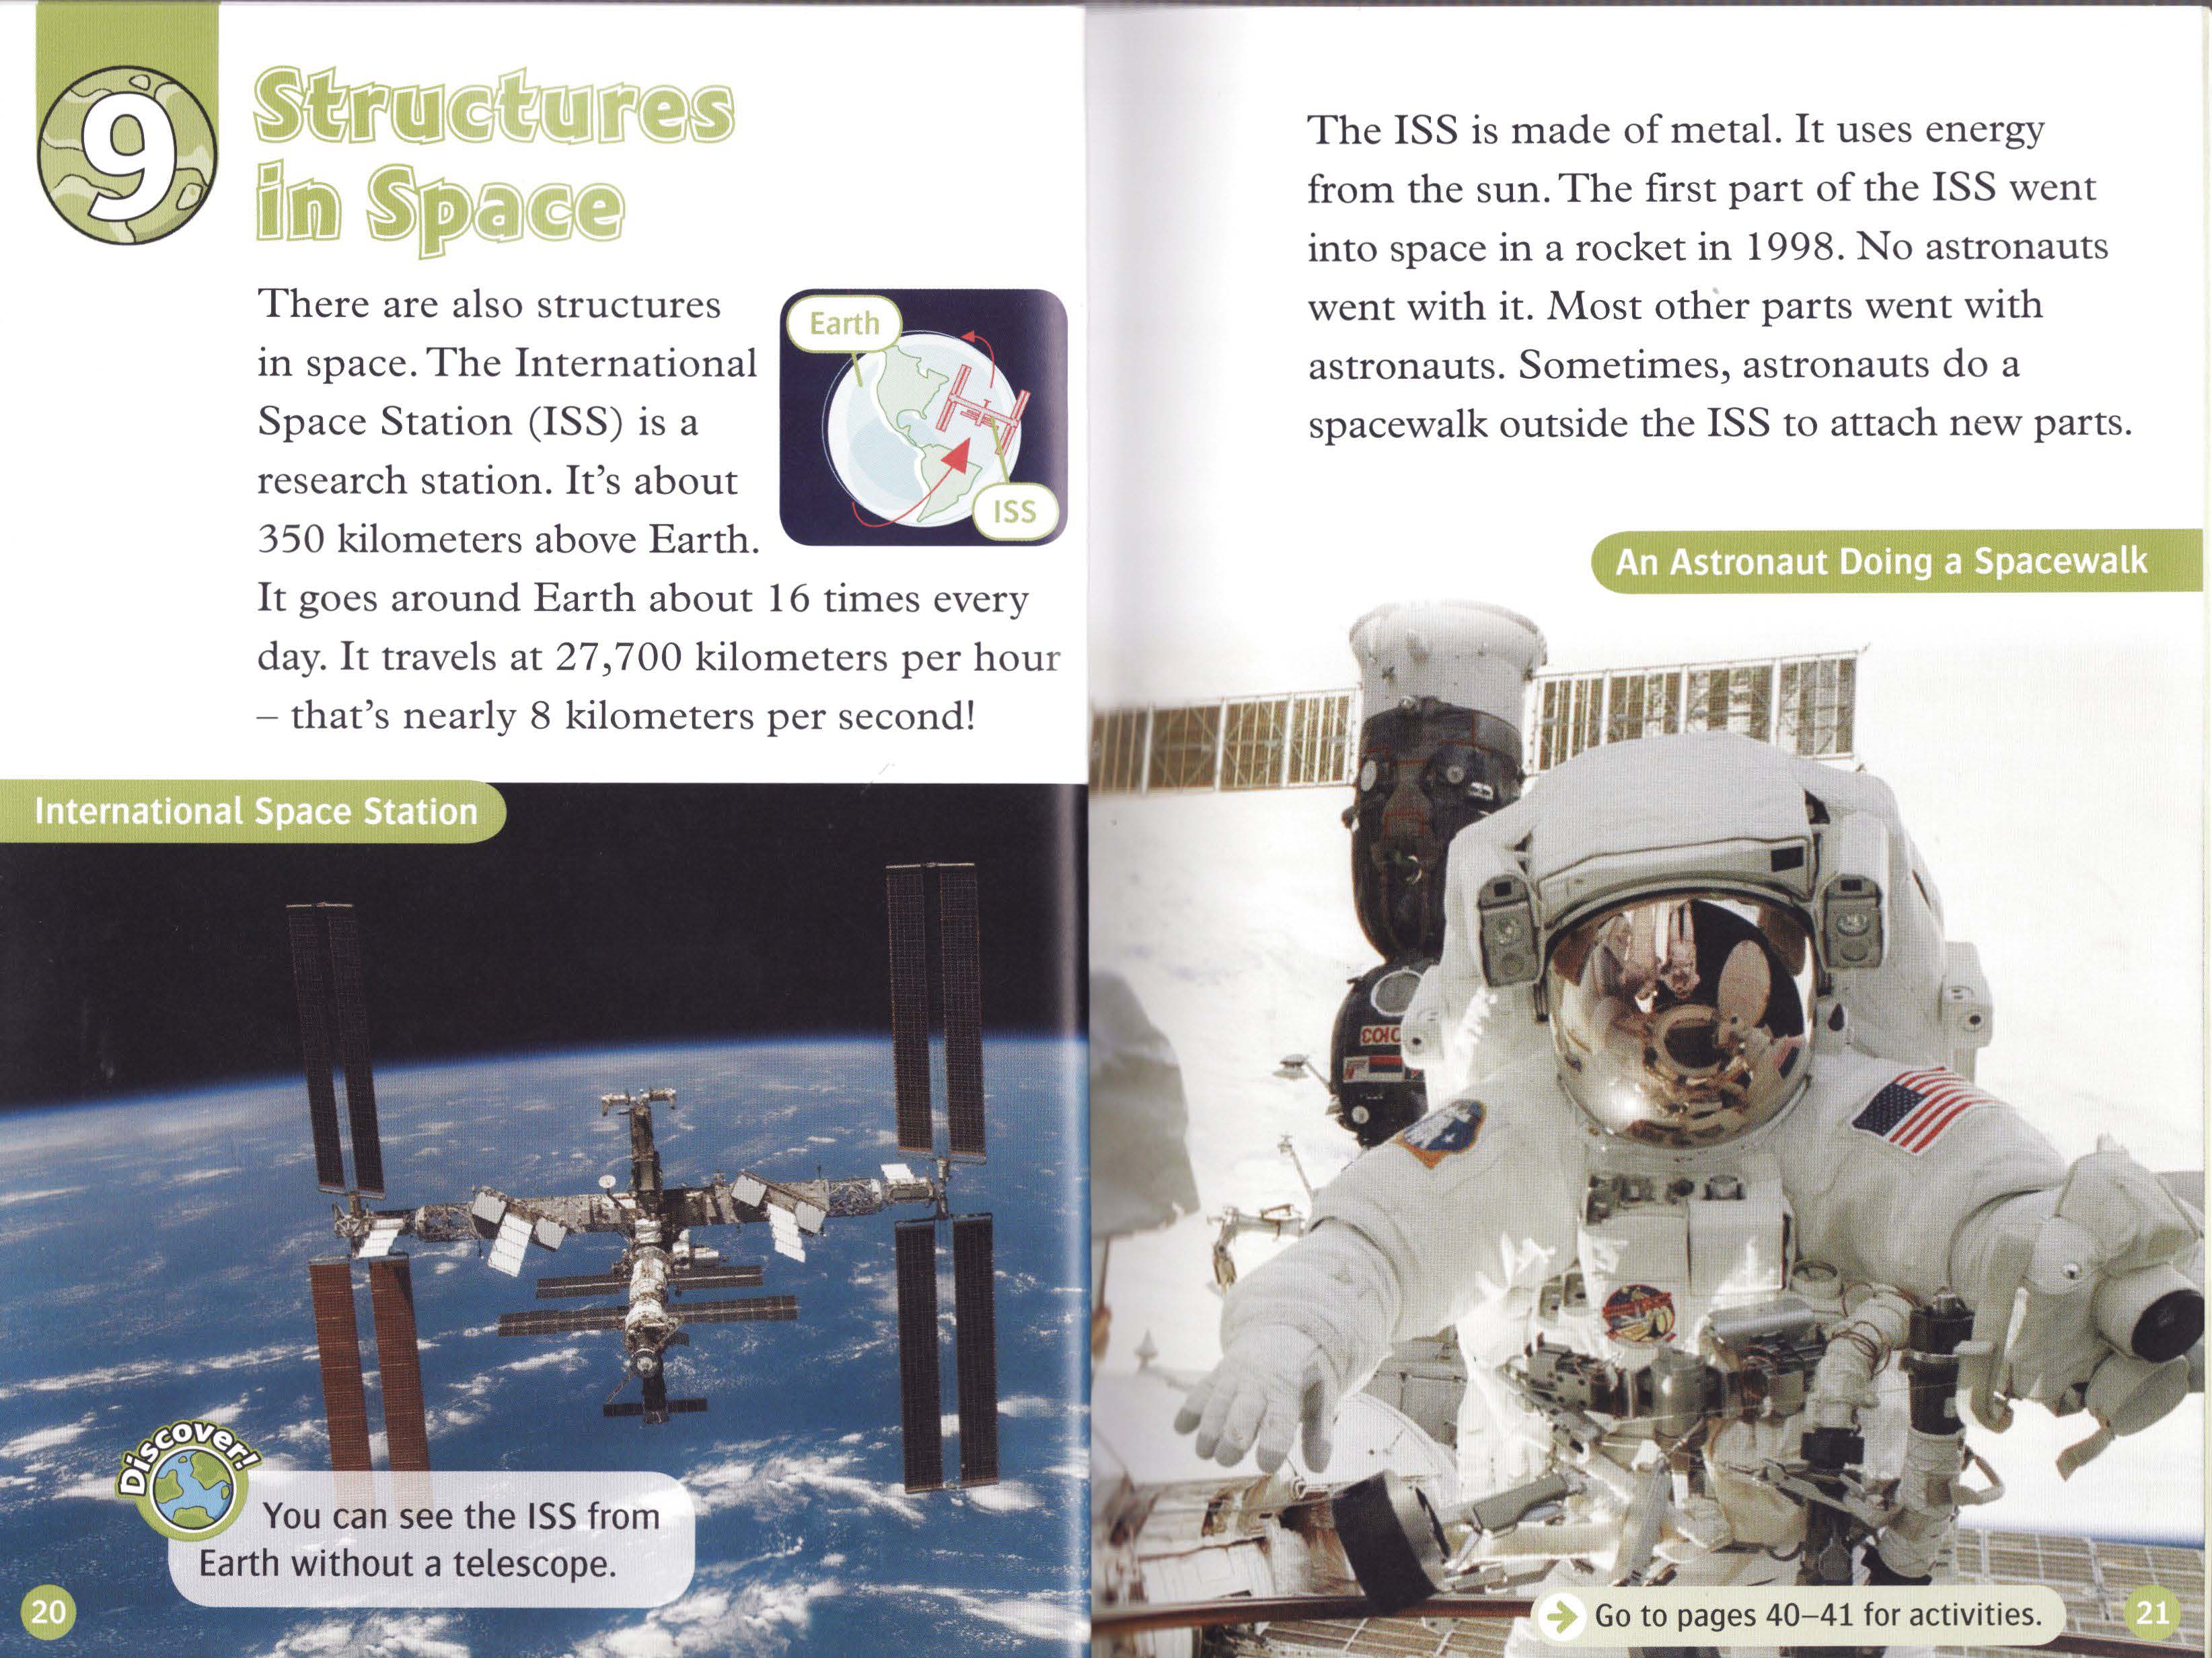 9
Structures
in Space
There are also structures
in space. The International
Space Station (ISS) is a
research station. It's about
350 kilometers above Earth.
It goes around Earth about 16 times every
day. It travels at 27,700 kilometers per hour
– that's nearly 8 kilometers per second!
Earth
ISS
International Space Station
Discover!
You can see the ISS from
Earth without a telescope.
20
The ISS is made of metal. It uses energy
from the sun. The first part of the ISS went
into space in a rocket in 1998. No astronauts
went with it. Most other parts went with
astronauts. Sometimes, astronauts do a
spacewalk outside the ISS to attach new parts.
An Astronaut Doing a Spacewalk
Go to pages 40–41 for activities.
21